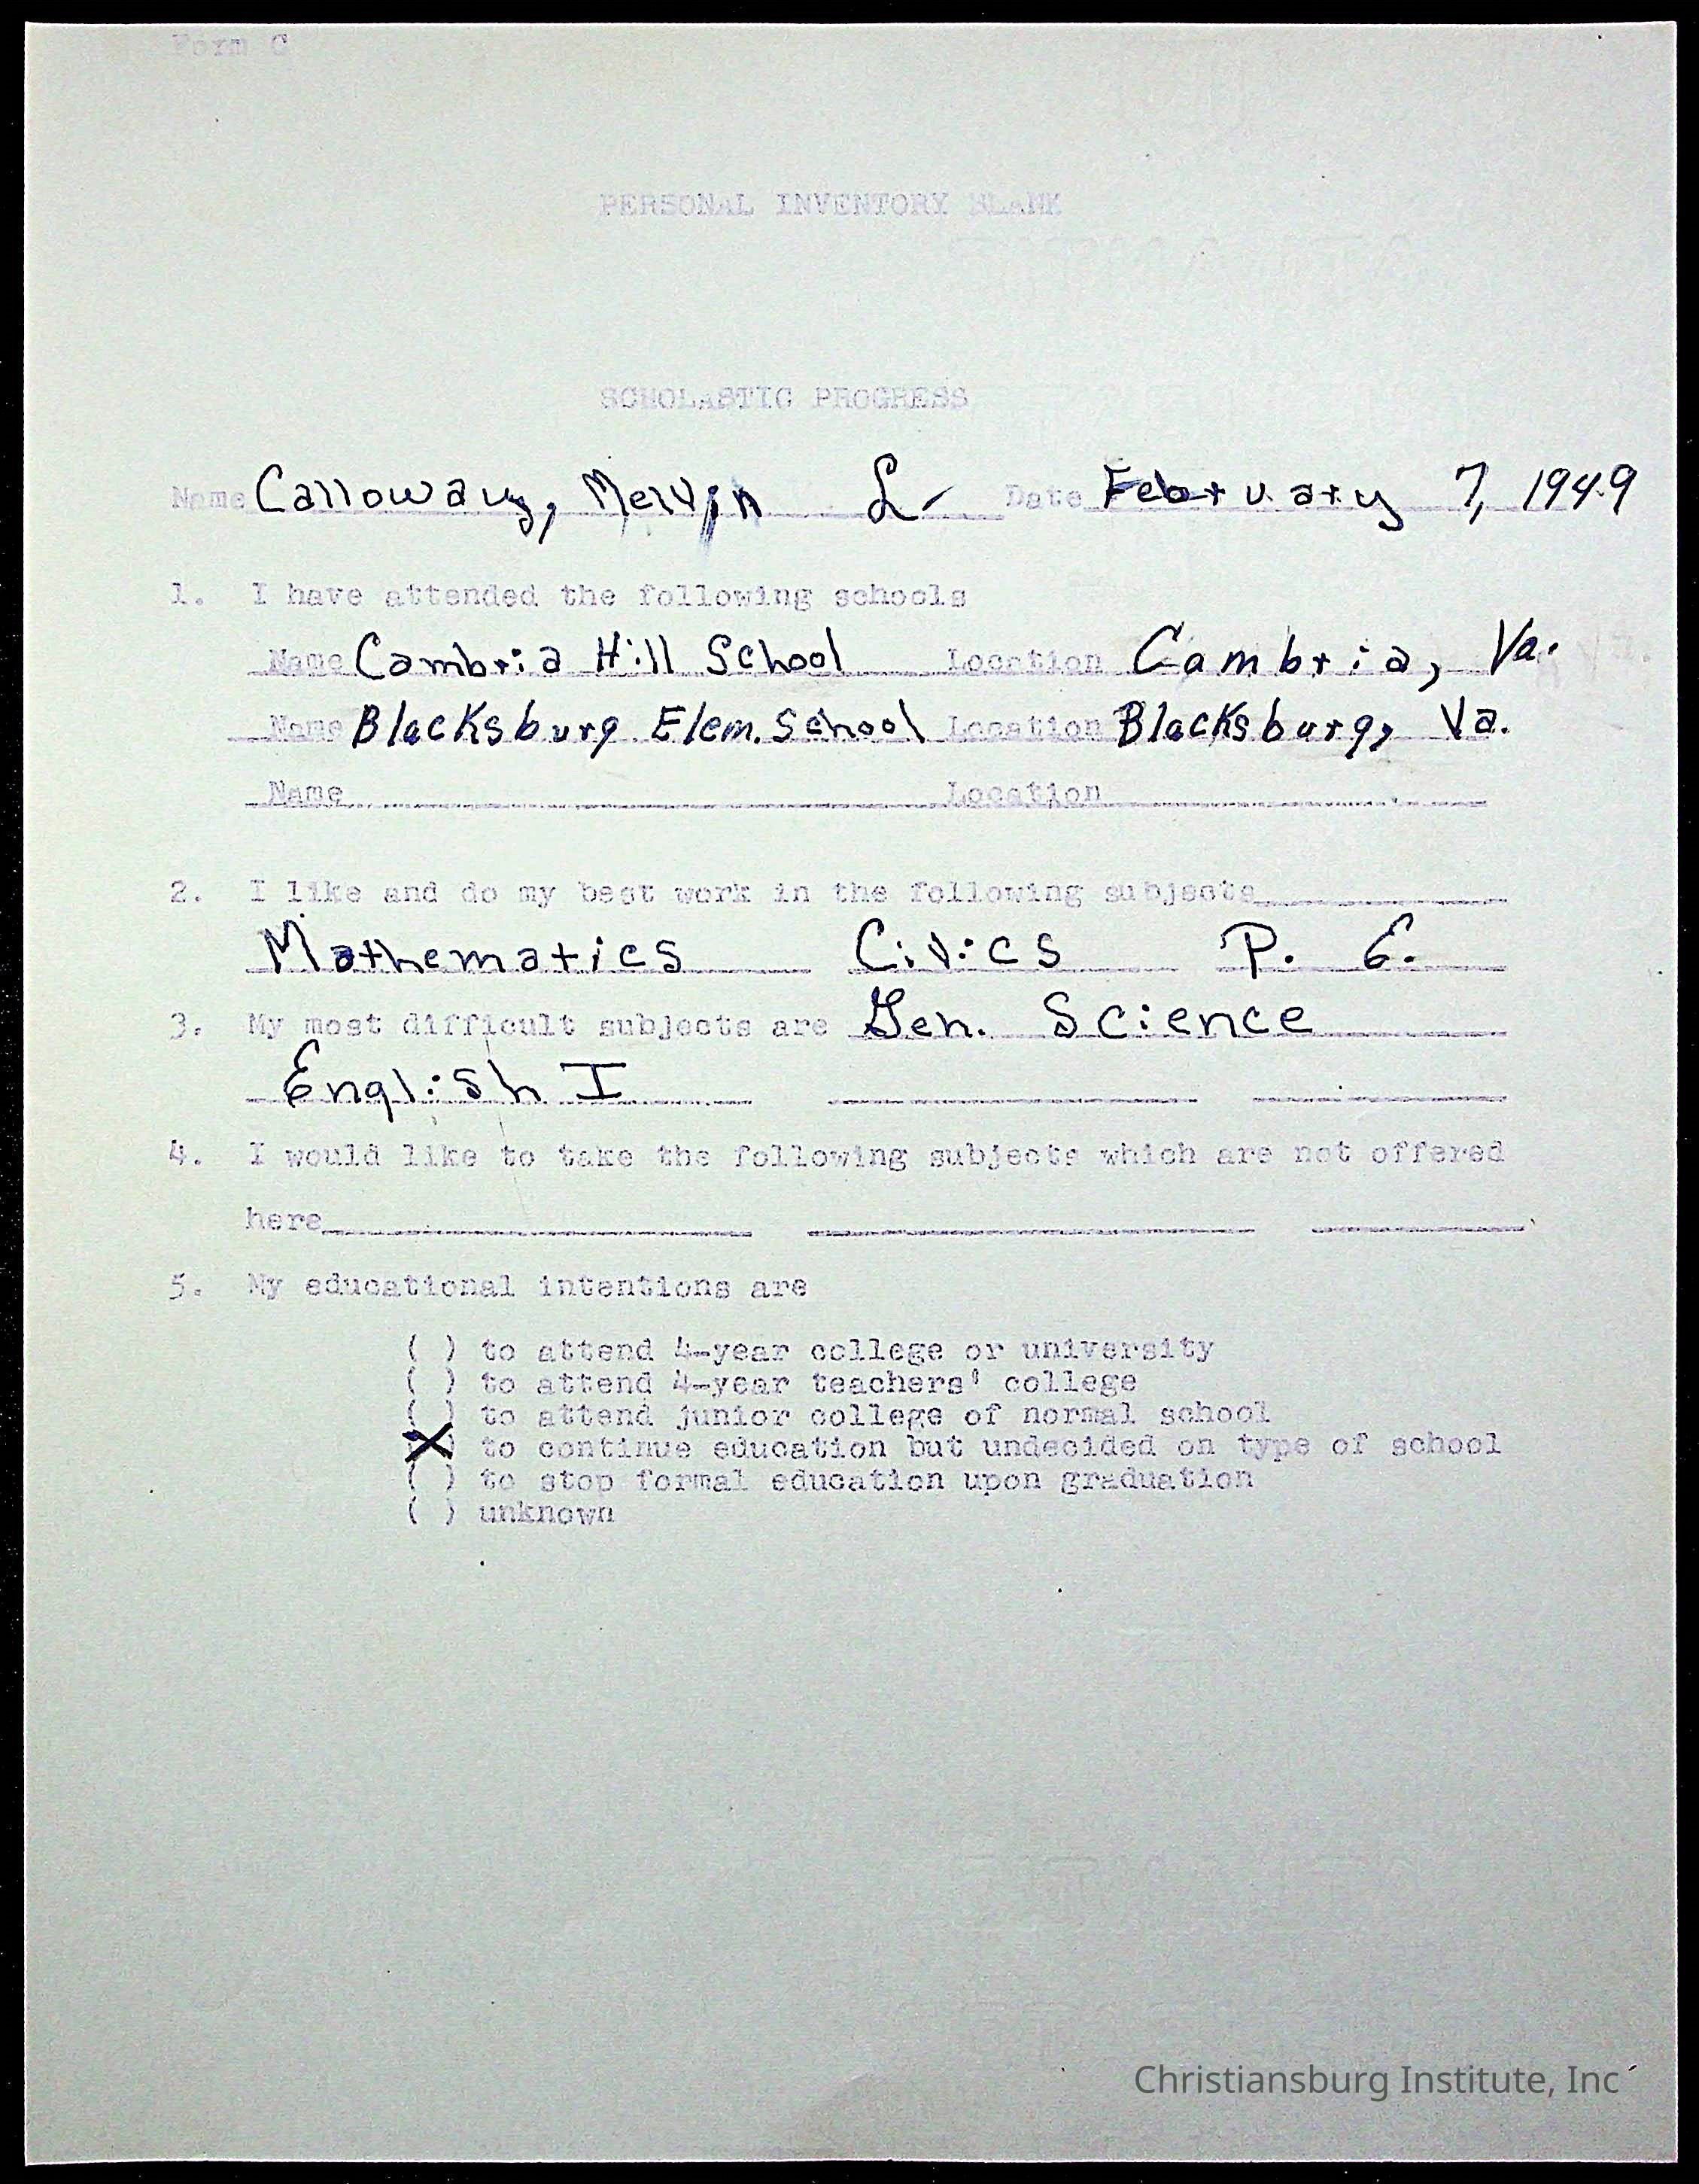 Form C
PERSONAL INVENTORY BLANK
SCHOLASTIC PROGRESS
Name Calloway, Melvin L. Date February 7, 1949
1. I have attended the following schools
Name Cambria Hill School Location Cambria, Va.
Name Blacksburg Elem. School Location Blacksburg, Va.
Name Location
2. I like and do my best work in the following subjects
Mathematics Civics P. E.
3. My most difficult subjects are Gen. Science
English I
4. I would like to take the following subjects which are not offered
here
5. My educational intentions are
( ) to attend 4-year college or university
( ) to attend 4-year teachers' college
( ) to attend junior college of normal school
(X) to continue education but undecided on type of school
( ) to stop formal education upon graduation
( ) unknown
Christiansburg Institute, Inc